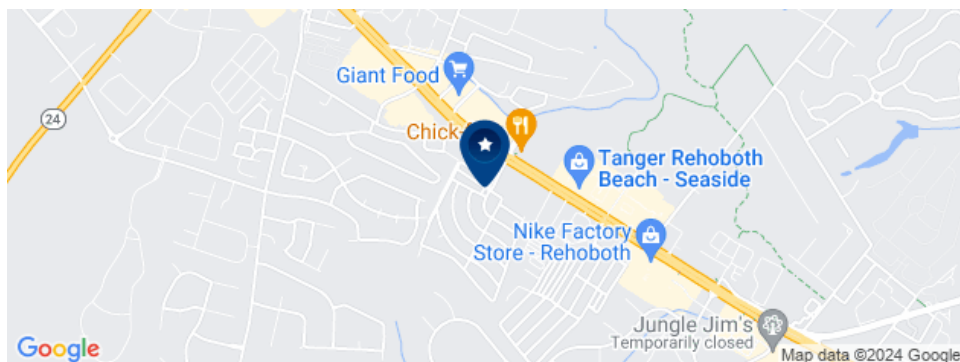 Giant Food
24
Chick-
Tanger Rehoboth
Beach - Seaside
Nike Factory
Store - Rehoboth
Jungle Jim's
Temporarily closed
Google
Map data ©2024 Google